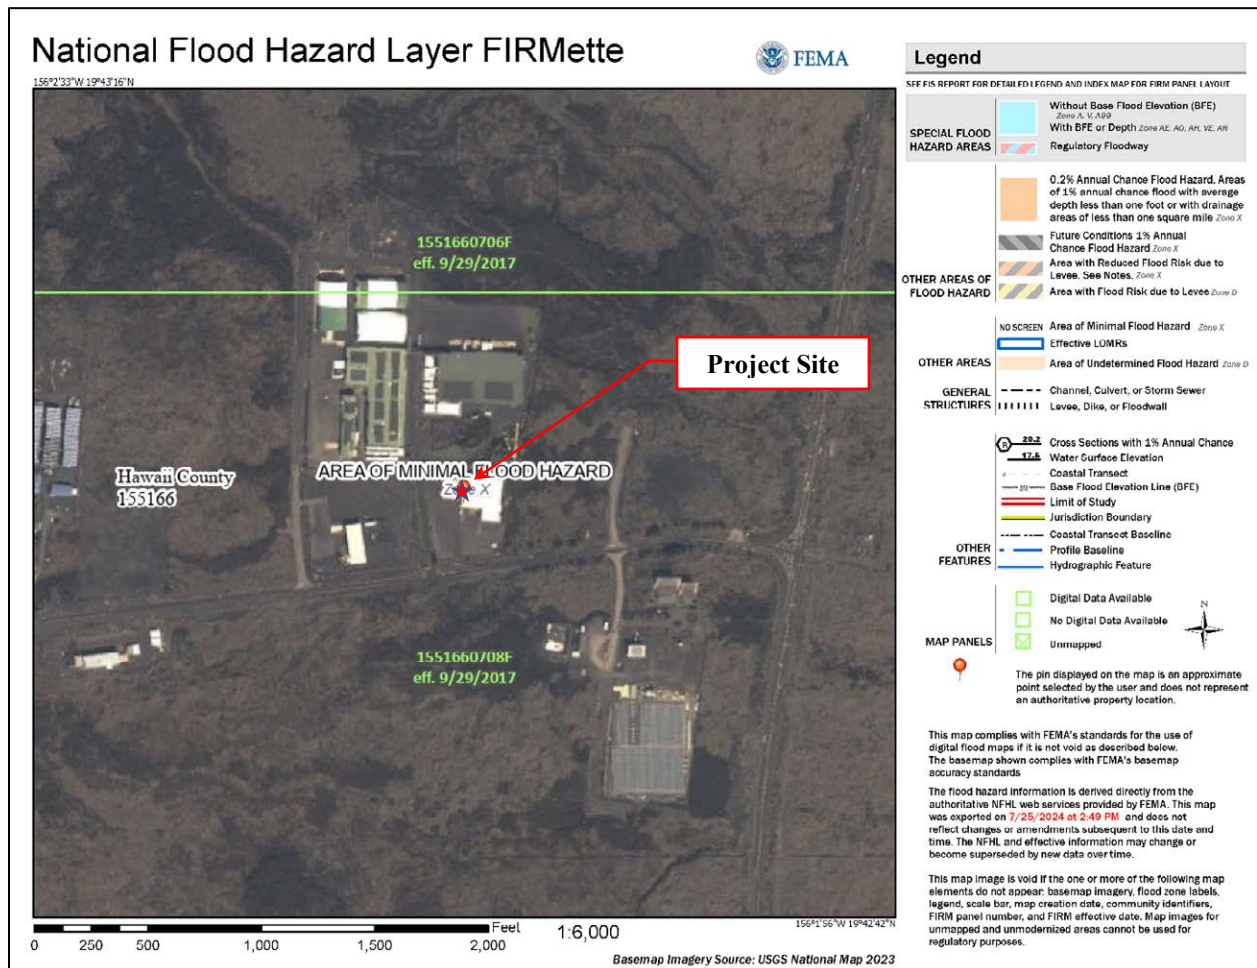 National Flood Hazard Layer FIRMette
FEMA
156°2'33"W 19°43'16"N
1551660706F
eff. 9/29/2017
Project Site
AREA OF MINIMAL FLOOD HAZARD
Zone X
Hawaii County
155166
1551660708F
eff. 9/29/2017
156°1'56"W 19°42'42"N
Feet
1:6,000
0 250 500 1,000 1,500 2,000
Basemap Imagery Source: USGS National Map 2023
Legend
SEE FIS REPORT FOR DETAILED LEGEND AND INDEX MAP FOR FIRM PANEL LAYOUT
SPECIAL FLOOD
HAZARD AREAS
Without Base Flood Elevation (BFE)
Zone A, V, A99
With BFE or Depth Zone AE, AO, AH, VE, AR
Regulatory Floodway
OTHER AREAS OF
FLOOD HAZARD
0.2% Annual Chance Flood Hazard, Areas
of 1% annual chance flood with average
depth less than one foot or with drainage
areas of less than one square mile Zone X
Future Conditions 1% Annual
Chance Flood Hazard Zone X
Area with Reduced Flood Risk due to
Levee. See Notes. Zone X
Area with Flood Risk due to Levee Zone D
OTHER AREAS
NO SCREEN Area of Minimal Flood Hazard Zone X
Effective LOMRs
Area of Undetermined Flood Hazard Zone D
GENERAL
STRUCTURES
Channel, Culvert, or Storm Sewer
Levee, Dike, or Floodwall
OTHER
FEATURES
B 20.2 Cross Sections with 1% Annual Chance
17.5 Water Surface Elevation
Coastal Transect
Base Flood Elevation Line (BFE)
Limit of Study
Jurisdiction Boundary
Coastal Transect Baseline
Profile Baseline
Hydrographic Feature
MAP PANELS
Digital Data Available
No Digital Data Available
Unmapped
N
The pin displayed on the map is an approximate
point selected by the user and does not represent
an authoritative property location.
This map complies with FEMA's standards for the use of
digital flood maps if it is not void as described below.
The basemap shown complies with FEMA's basemap
accuracy standards
The flood hazard information is derived directly from the
authoritative NFHL web services provided by FEMA. This map
was exported on 7/25/2024 at 2:49 PM and does not
reflect changes or amendments subsequent to this date and
time. The NFHL and effective information may change or
become superseded by new data over time.
This map image is void if the one or more of the following map
elements do not appear: basemap imagery, flood zone labels,
legend, scale bar, map creation date, community identifiers,
FIRM panel number, and FIRM effective date. Map images for
unmapped and unmodernized areas cannot be used for
regulatory purposes.